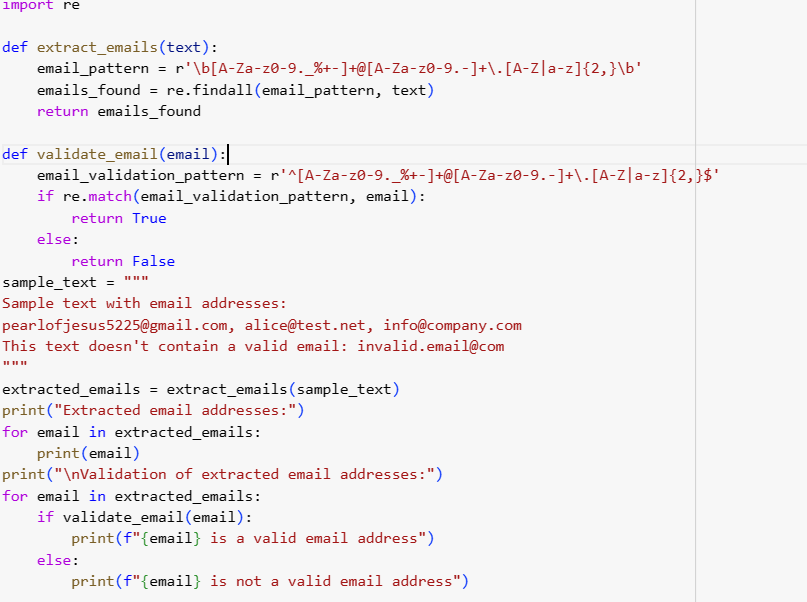 import re

def extract_emails(text):
    email_pattern = r'\b[A-Za-z0-9._%+-]+@[A-Za-z0-9.-]+\.[A-Z|a-z]{2,}\b'
    emails_found = re.findall(email_pattern, text)
    return emails_found

def validate_email(email):
    email_validation_pattern = r'^[A-Za-z0-9._%+-]+@[A-Za-z0-9.-]+\.[A-Z|a-z]{2,}$'
    if re.match(email_validation_pattern, email):
        return True
    else:
        return False
sample_text = """
Sample text with email addresses:
pearlofjesus5225@gmail.com, alice@test.net, info@company.com
This text doesn't contain a valid email: invalid.email@com
"""
extracted_emails = extract_emails(sample_text)
print("Extracted email addresses:")
for email in extracted_emails:
    print(email)
print("\nValidation of extracted email addresses:")
for email in extracted_emails:
    if validate_email(email):
        print(f"{email} is a valid email address")
    else:
        print(f"{email} is not a valid email address")